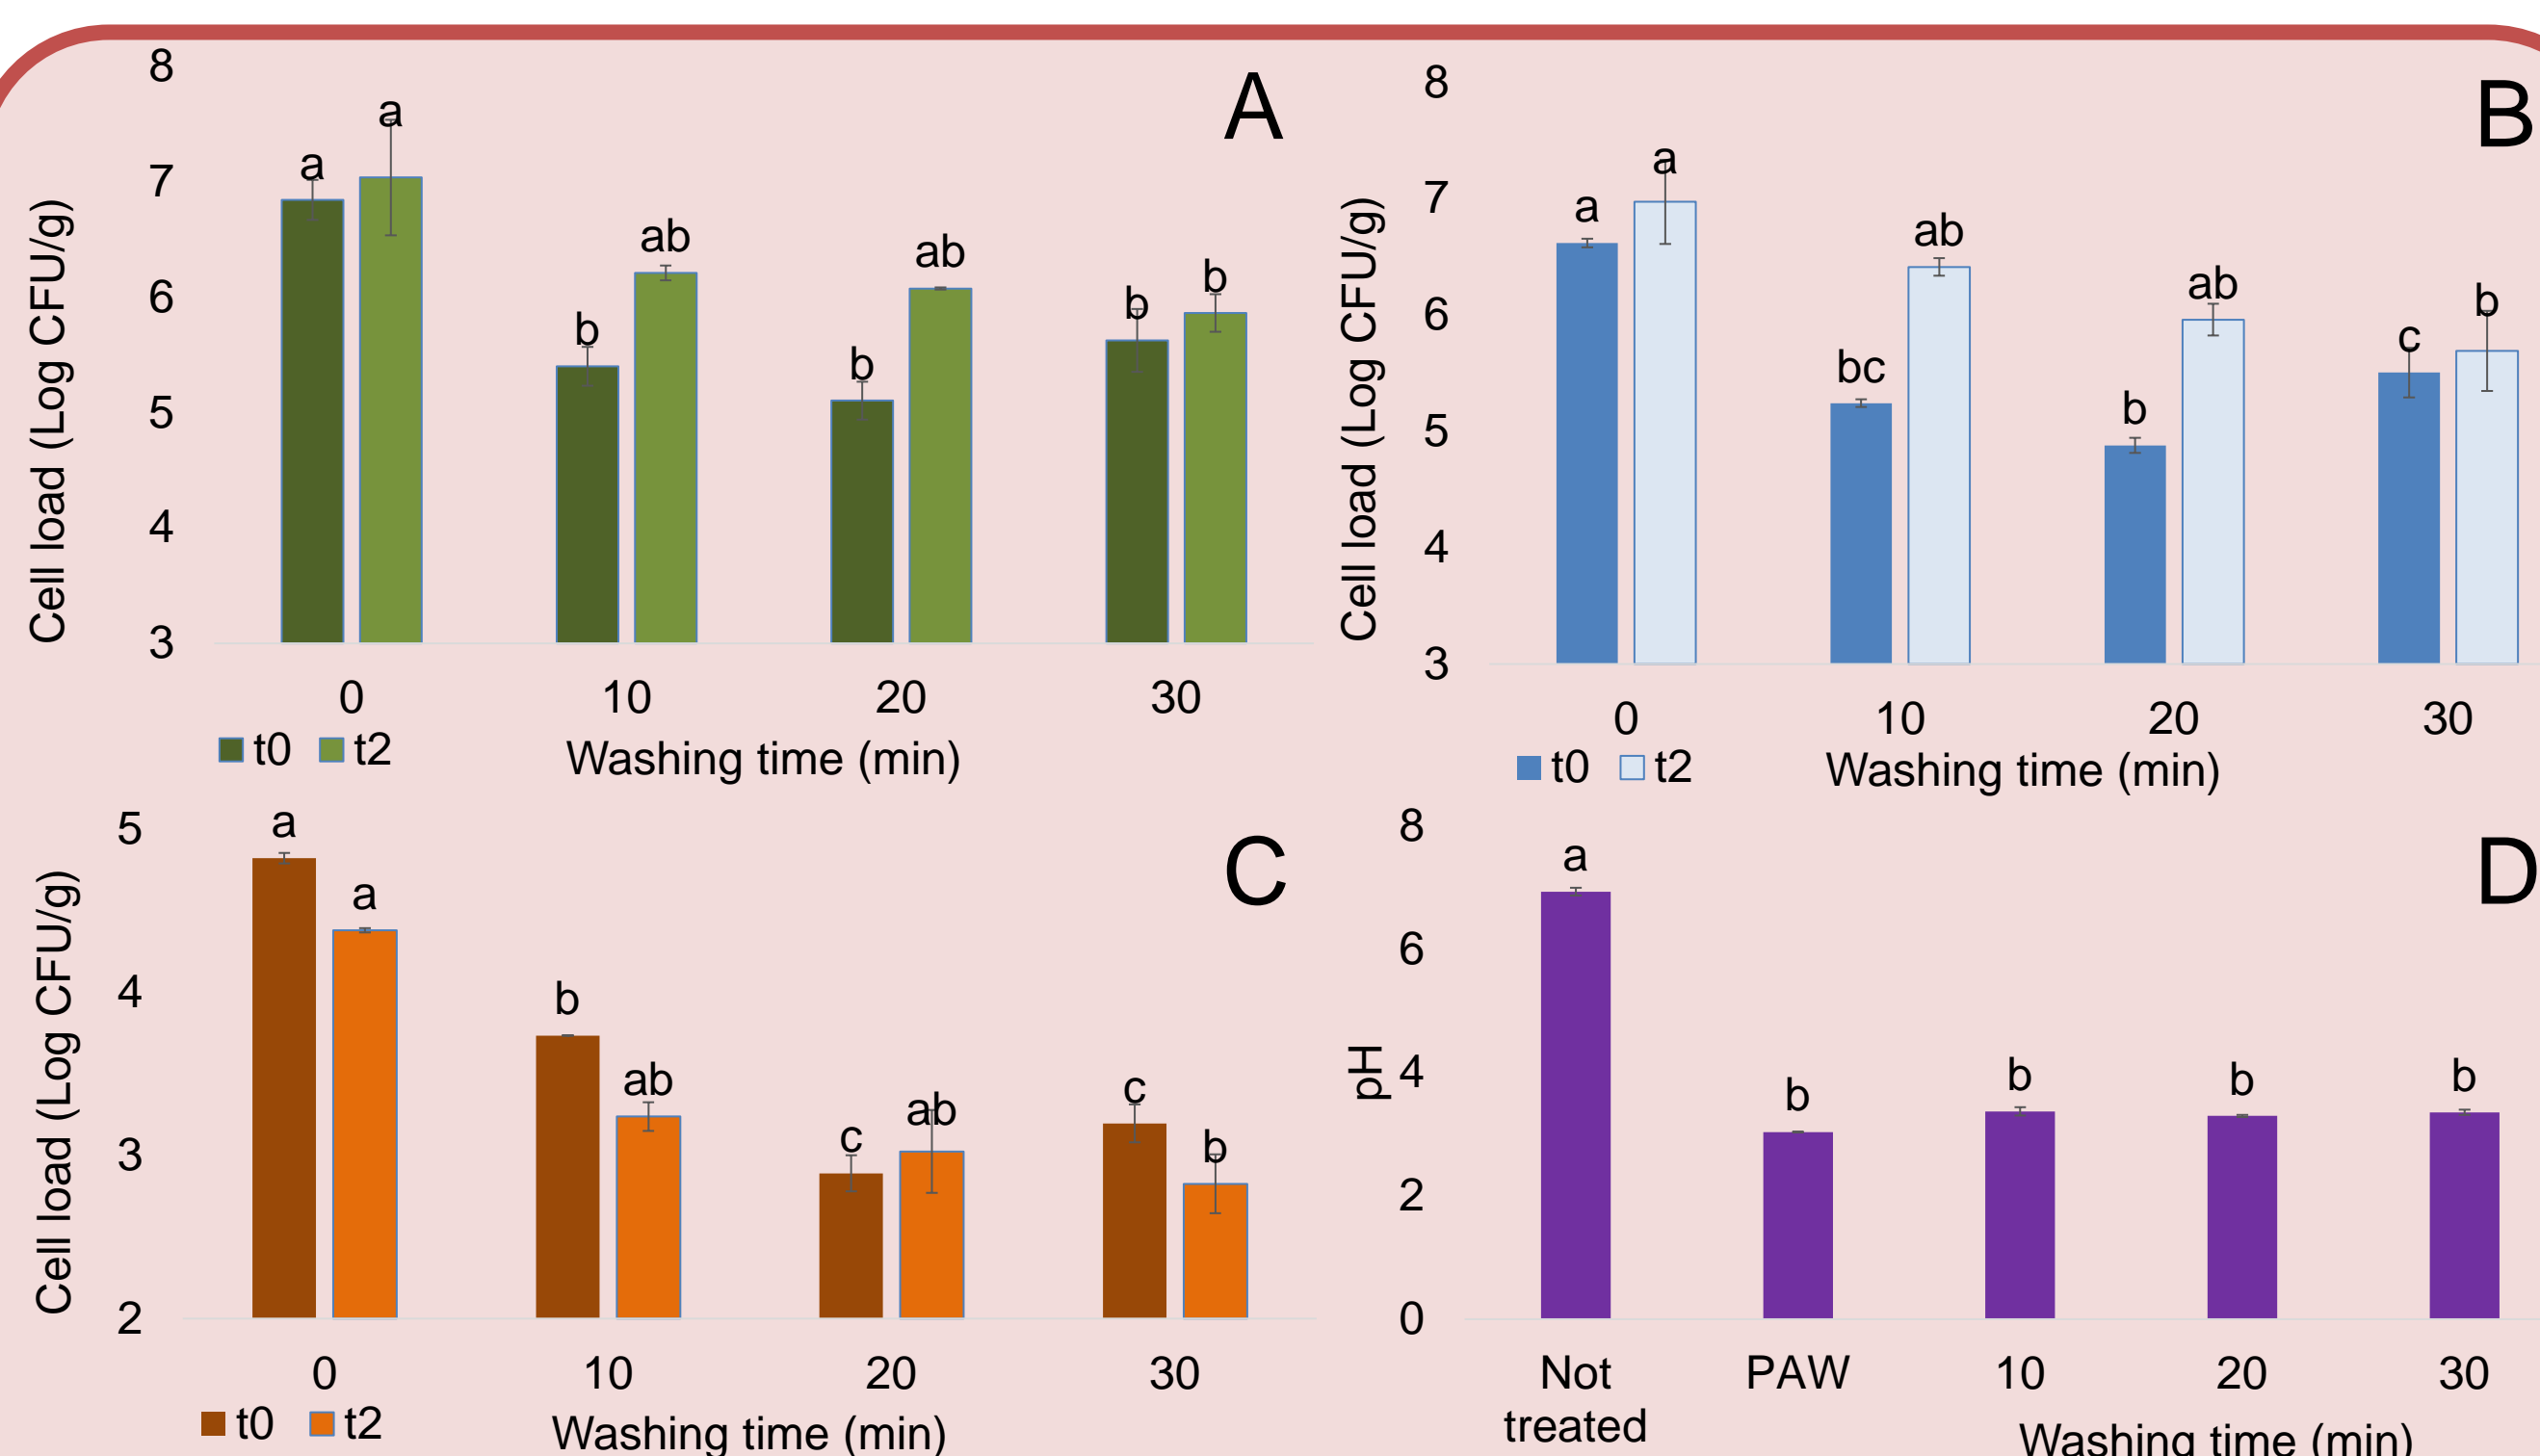 A
Cell load (Log CFU/g)
8
7
6
5
4
3
a
a
b
ab
b
ab
b
b
0 10 20 30
t0 t2
Washing time (min)
B
Cell load (Log CFU/g)
8
7
6
5
4
3
a
a
bc
ab
b
ab
c
b
0 10 20 30
t0 t2
Washing time (min)
C
Cell load (Log CFU/g)
5
4
3
2
a
a
b
ab
c
ab
c
b
0 10 20 30
t0 t2
Washing time (min)
D
pH
8
6
4
2
0
a
b
b
b
b
Not PAW 10 20 30
treated
Washing time (min)